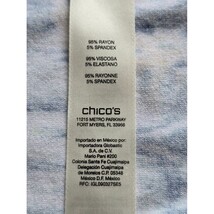 95% RAYON
5% SPANDEX
95% VISCOSA
5% ELASTANO
95% RAYONNE
5% SPANDEX
chico's
11215 METRO PARKWAY
FORT MYERS, FL 33966
Importado en México por:
Importadora Globastic
S.A. de C.V.
Mario Pani #200
Colonia Santa Fe Cuajimalpa
Delegación Cuajimalpa
de Morelos C.P. 05348
México D.F. México